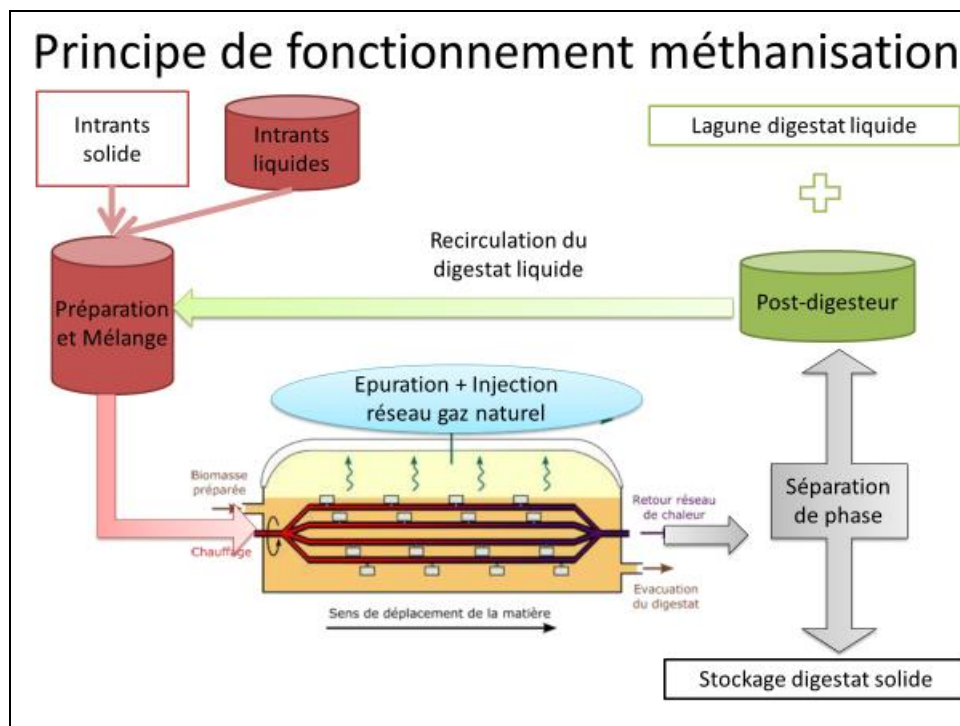 Principe de fonctionnement méthanisation
Intrants
solide
Intrants
liquides
Lagune digestat liquide
Recirculation du
digestat liquide
Préparation
et Mélange
Post-digesteur
Epuration + Injection
réseau gaz naturel
Biomasse
préparée
Chauffage
Retour réseau
de chaleur
Séparation
de phase
Evacuation
du digestat
Sens de déplacement de la matière
Stockage digestat solide